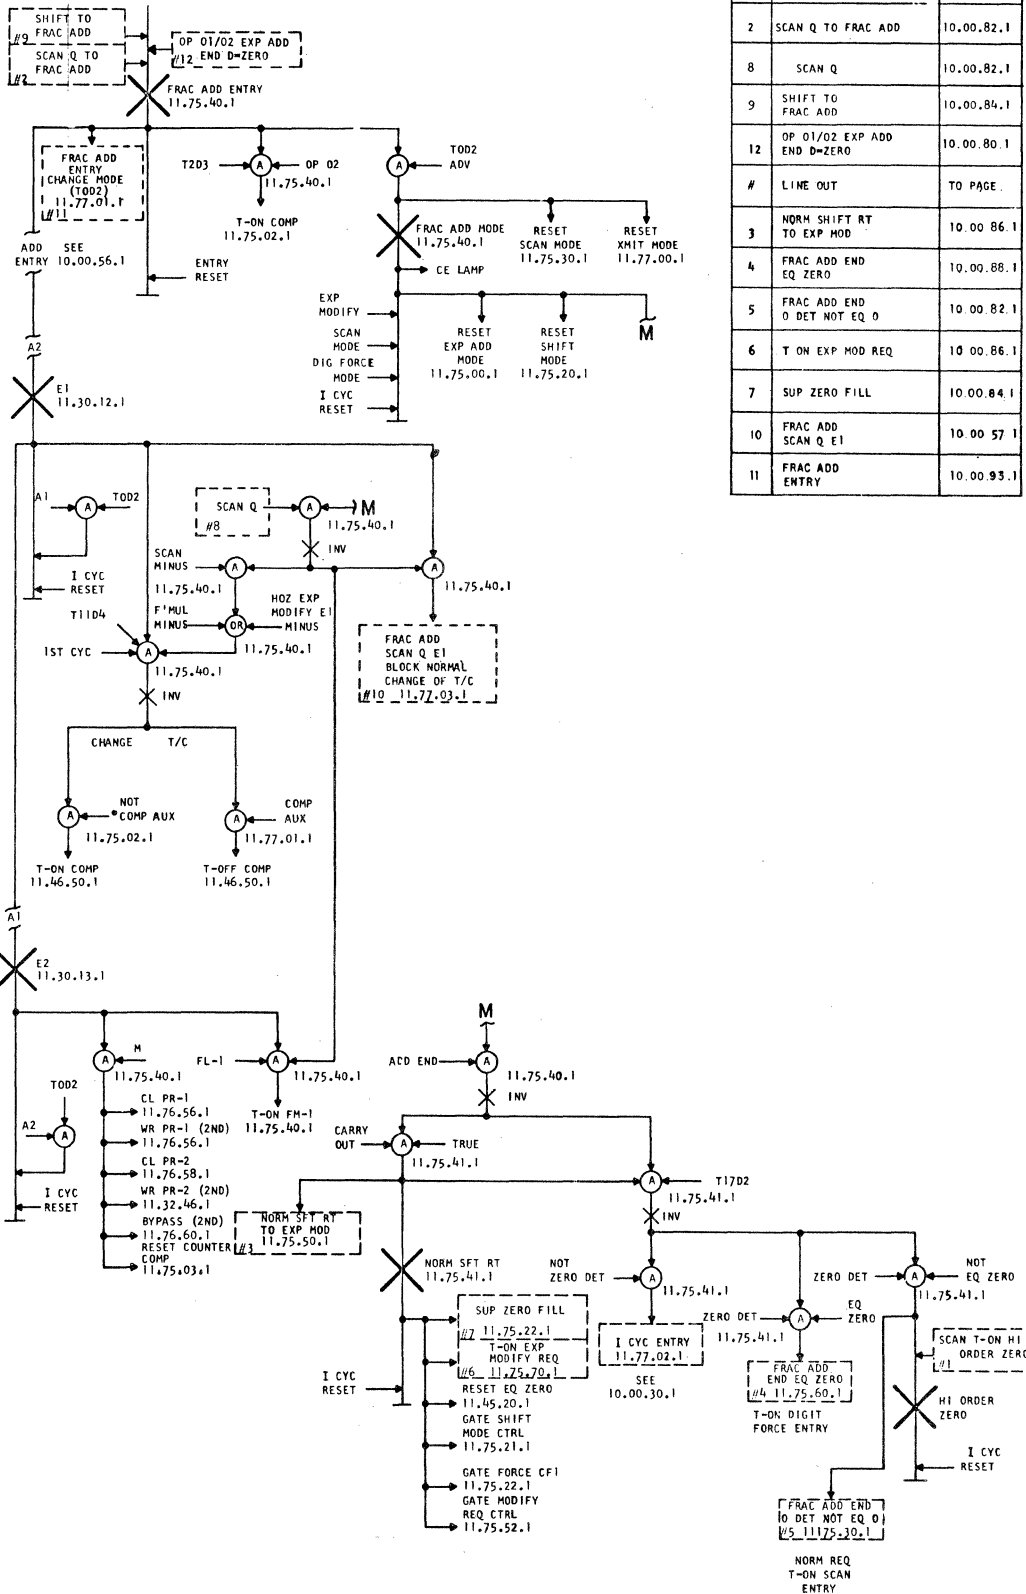 SHIFT TO
FRAC ADD
#9
SCAN Q TO
FRAC ADD
#2
OP 01/02 EXP ADD
#12 END D=ZERO
FRAC ADD ENTRY
11.75.40.1
FRAC ADD
ENTRY
CHANGE MODE
(TOD2)
11.77.01.1
#11
T2D3
A
OP 02
11.75.40.1
T-ON COMP
11.75.02.1
TOD2
ADV
A
ADD SEE
ENTRY 10.00.56.1
ENTRY
RESET
FRAC ADD MODE
11.75.40.1
RESET
SCAN MODE
11.75.30.1
RESET
XMIT MODE
11.77.00.1
CE LAMP
EXP
MODIFY
SCAN
MODE
DIG FORCE
MODE
I CYC
RESET
RESET
EXP ADD
MODE
11.75.00.1
RESET
SHIFT
MODE
11.75.20.1
M
A2
E1
11.30.12.1
2 SCAN Q TO FRAC ADD 10.00.82.1
8 SCAN Q 10.00.82.1
9 SHIFT TO
FRAC ADD 10.00.84.1
12 OP 01/02 EXP ADD
END D=ZERO 10.00.80.1
# LINE OUT TO PAGE
3 NORM SHIFT RT
TO EXP MOD 10.00 86.1
4 FRAC ADD END
EQ ZERO 10.00.88.1
5 FRAC ADD END
0 DET NOT EQ 0 10.00.82.1
6 T ON EXP MOD REQ 10 00.86.1
7 SUP ZERO FILL 10.00.84.1
10 FRAC ADD
SCAN Q E1 10.00 57.1
11 FRAC ADD
ENTRY 10.00.93.1
A1
A
TOD2
I CYC
RESET
SCAN Q
#8
A
M
11.75.40.1
INV
SCAN
MINUS
A
11.75.40.1
A
11.75.40.1
F'MUL
MINUS
OR
HOZ EXP
MODIFY E1
MINUS
11.75.40.1
T11D4
1ST CYC
A
11.75.40.1
INV
FRAC ADD
SCAN Q E1
BLOCK NORMAL
CHANGE OF T/C
#10 11.77.03.1
CHANGE T/C
A
NOT
COMP AUX
11.75.02.1
T-ON COMP
11.46.50.1
A
COMP
AUX
11.77.01.1
T-OFF COMP
11.46.50.1
A1
E2
11.30.13.1
A
M
11.75.40.1
FL-1
A
11.75.40.1
T-ON FM-1
11.75.40.1
TOD2
A2
A
I CYC
RESET
CL PR-1
11.76.56.1
WR PR-1 (2ND)
11.76.56.1
CL PR-2
11.76.58.1
WR PR-2 (2ND)
11.32.46.1
BYPASS (2ND)
11.76.60.1
RESET COUNTER
COMP
11.75.03.1
M
ADD END
A
11.75.40.1
INV
CARRY
OUT
A
TRUE
11.75.41.1
A
T17D2
11.75.41.1
INV
NORM SFT RT
TO EXP MOD
#3 11.75.50.1
NORM SFT RT
11.75.41.1
SUP ZERO FILL
#7 11.75.22.1
T-ON EXP
MODIFY REQ
#6 11.75.70.1
RESET EQ ZERO
11.45.20.1
GATE SHIFT
MODE CTRL
11.75.21.1
GATE FORCE CF1
11.75.22.1
GATE MODIFY
REQ CTRL
11.75.52.1
I CYC
RESET
NOT
ZERO DET
A
11.75.41.1
I CYC ENTRY
11.77.02.1
SEE
10.00.30.1
ZERO DET
A
EQ
ZERO
11.75.41.1
FRAC ADD
END EQ ZERO
#4 11.75.60.1
T-ON DIGIT
FORCE ENTRY
ZERO DET
A
NOT
EQ ZERO
11.75.41.1
SCAN T-ON HI
ORDER ZERO
#1
HI ORDER
ZERO
I CYC
RESET
FRAC ADD END
0 DET NOT EQ 0
#5 11.75.30.1
NORM REQ
T-ON SCAN
ENTRY